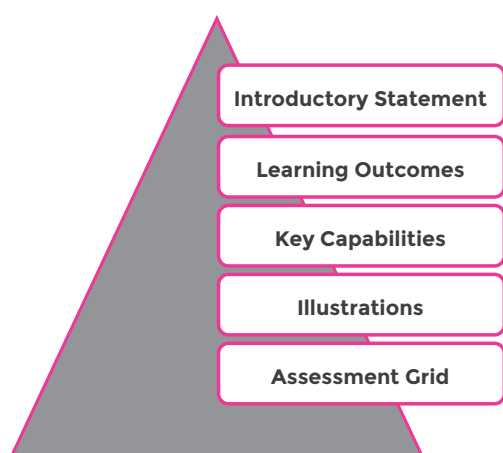 Introductory Statement
Learning Outcomes
Key Capabilities
Illustrations
Assessment Grid